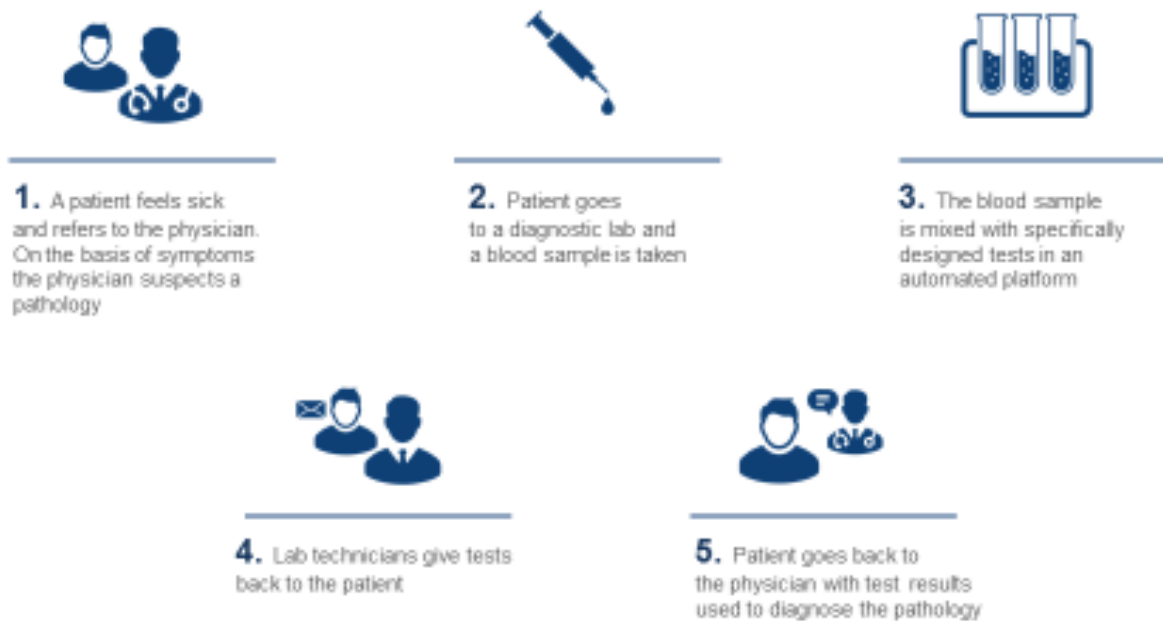 1. A patient feels sick
and refers to the physician.
On the basis of symptoms
the physician suspects a
pathology
2. Patient goes
to a diagnostic lab and
a blood sample is taken
3. The blood sample
is mixed with specifically
designed tests in an
automated platform
4. Lab technicians give tests
back to the patient
5. Patient goes back to
the physician with test results
used to diagnose the pathology